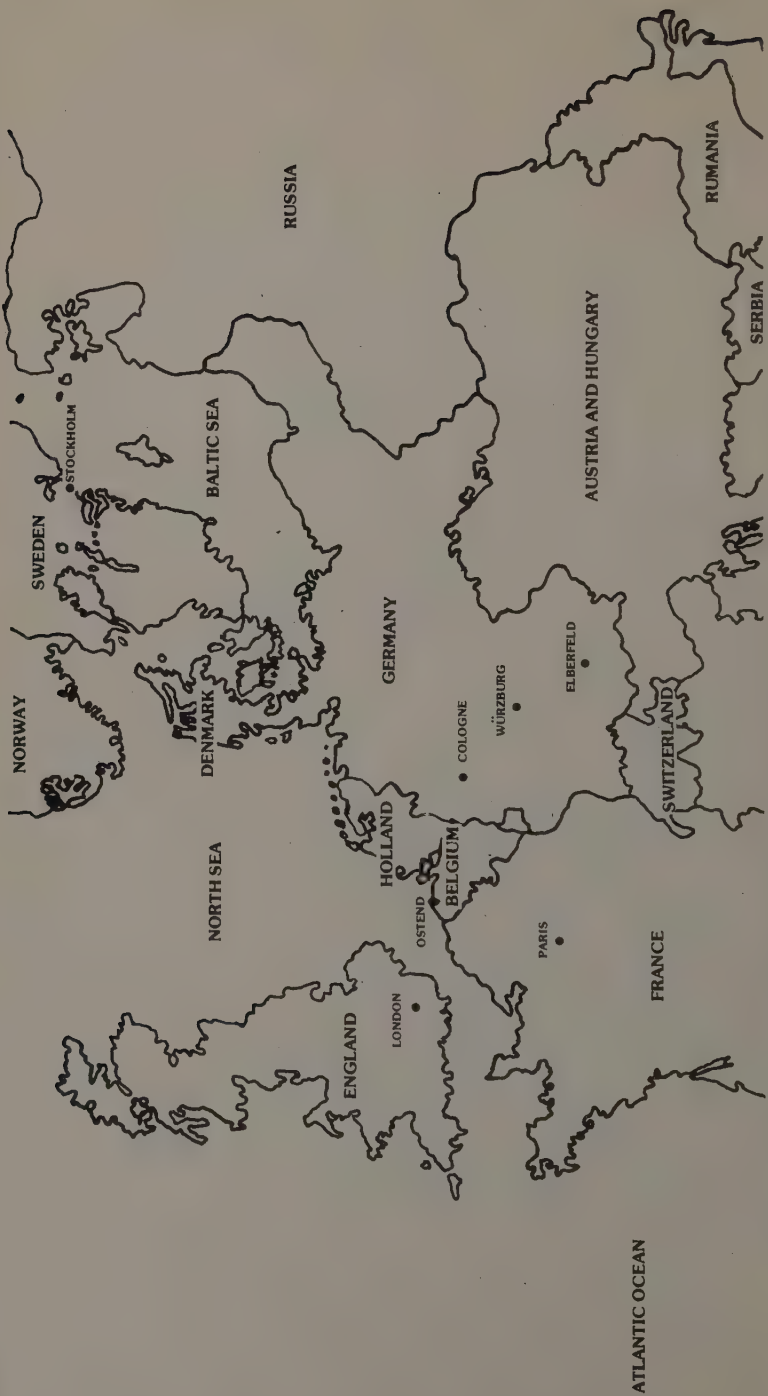 NORWAY
SWEDEN
STOCKHOLM
DENMARK
BALTIC SEA
NORTH SEA
RUSSIA
ENGLAND
LONDON
HOLLAND
GERMANY
OSTEND
BELGIUM
COLOGNE
WÜRZBURG
ELBERFELD
PARIS
AUSTRIA AND HUNGARY
ATLANTIC OCEAN
FRANCE
SWITZERLAND
RUMANIA
SERBIA